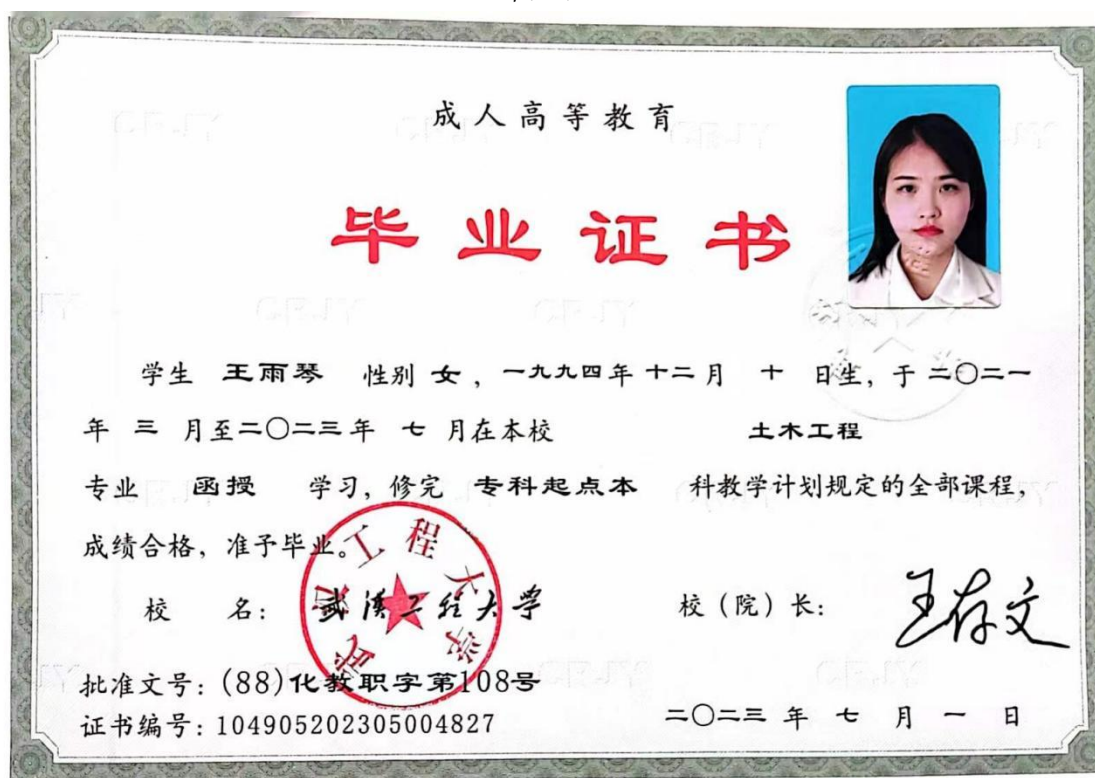 成人高等教育
毕业证书
学生 王雨琴 性别 女，一九九四年 十二月 十 日生，于 二〇二一
年 三 月至二〇二三年 七 月在本校 土木工程
专业 函授 学习，修完 专科起点本 科教学计划规定的全部课程，
成绩合格，准予毕业。
校 名：武汉工程大学 校（院）长：王存文
武汉工程大学
批准文号：(88)化教职字第108号
证书编号：104905202305004827
二〇二三 年 七 月 一 日